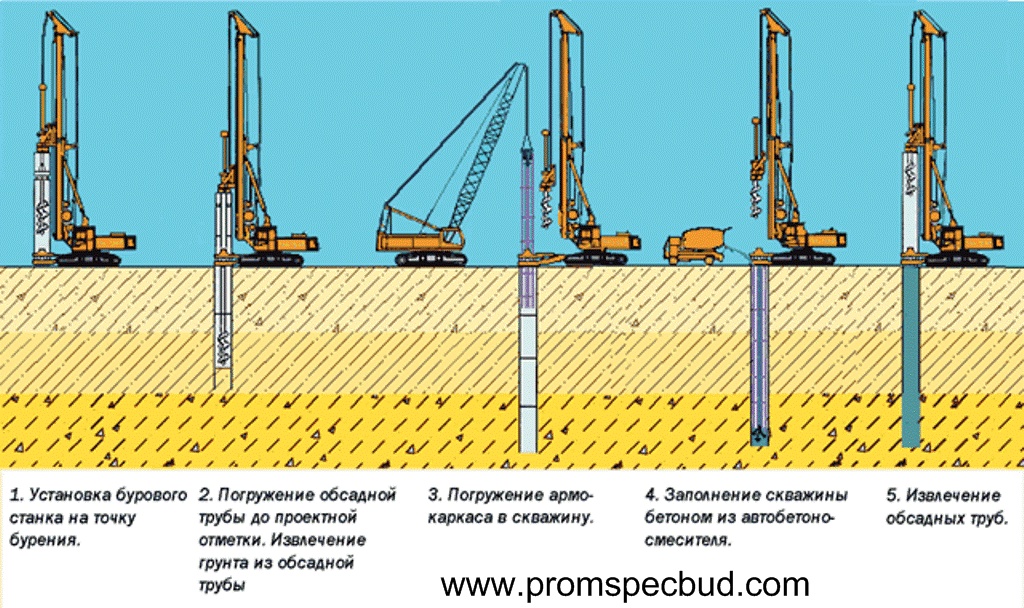 1. Установка бурового
станка на точку
бурения.
2. Погружение обсадной
трубы до проектной
отметки. Извлечение
грунта из обсадной
трубы
3. Погружение армо-
каркаса в скважину.
4. Заполнение скважины
бетоном из автобетоно-
смесителя.
5. Извлечение
обсадных труб.
www.promspecbud.com